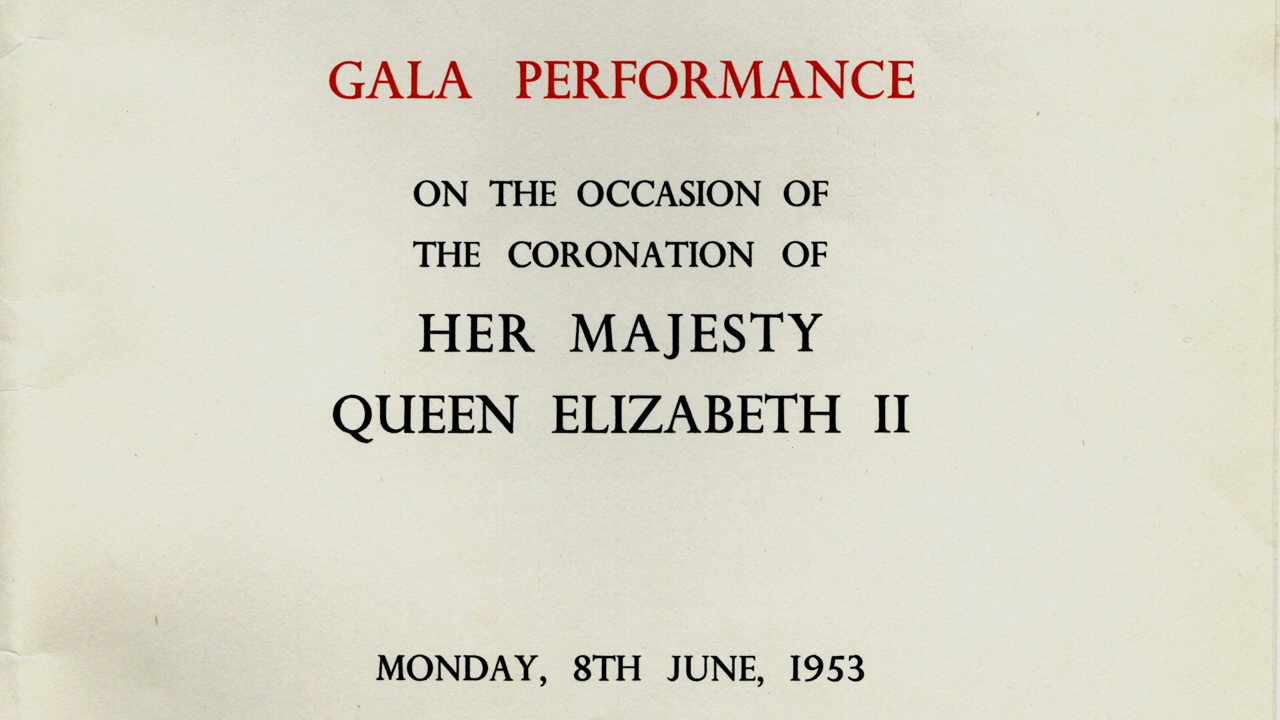 GALA PERFORMANCE
ON THE OCCASION OF
THE CORONATION OF
HER MAJESTY
QUEEN ELIZABETH II
MONDAY, 8TH JUNE, 1953